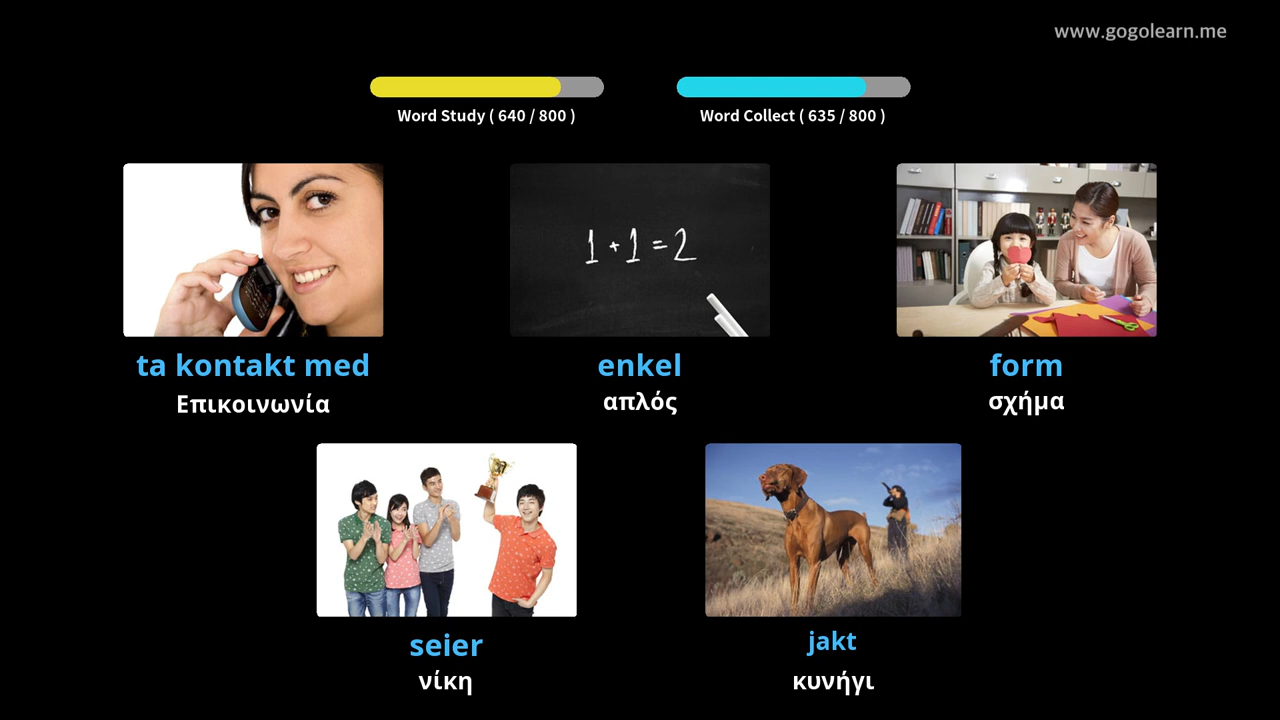 www.gogolearn.me
Word Study ( 640 / 800 )
Word Collect ( 635 / 800 )
1 + 1 = 2
ta kontakt med
Επικοινωνία
enkel
απλός
form
σχήμα
seier
νίκη
jakt
κυνήγι